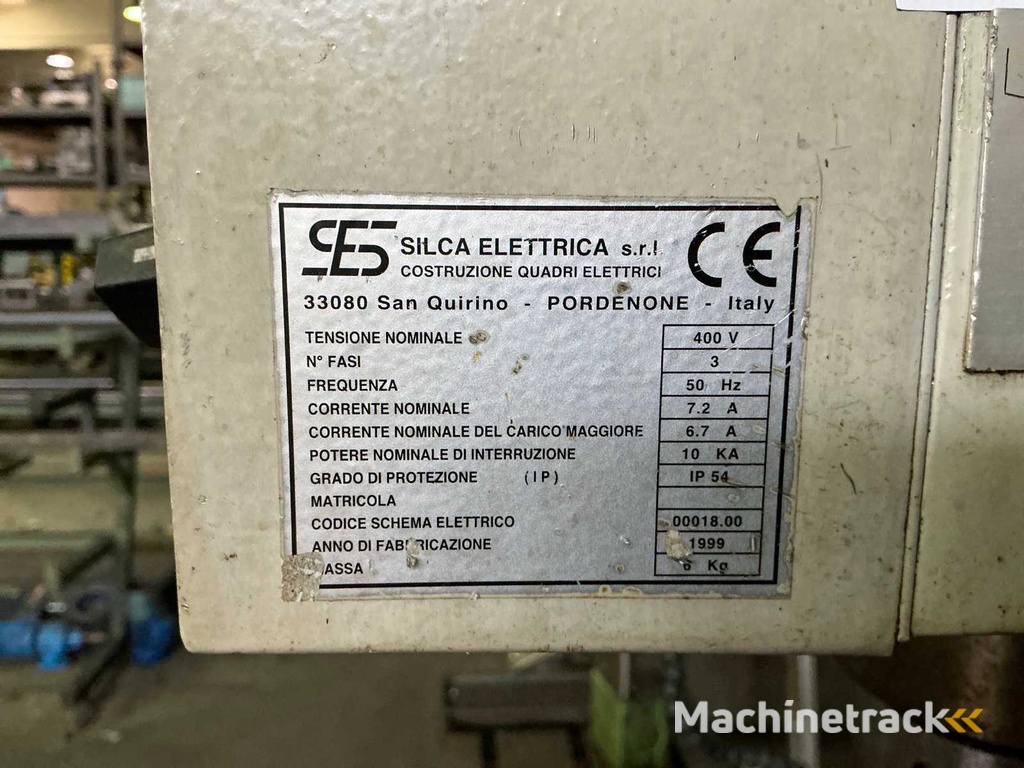 SES SILCA ELETTRICA s.r.l. CE
COSTRUZIONE QUADRI ELETTRICI
33080 San Quirino - PORDENONE - Italy
TENSIONE NOMINALE 400 V
N° FASI 3
FREQUENZA 50 Hz
CORRENTE NOMINALE 7.2 A
CORRENTE NOMINALE DEL CARICO MAGGIORE 6.7 A
POTERE NOMINALE DI INTERRUZIONE 10 KA
GRADO DI PROTEZIONE (IP) IP 54
MATRICOLA
CODICE SCHEMA ELETTRICO 00018.00
ANNO DI FABBRICAZIONE 1999
MASSA Kg
Machinetrack